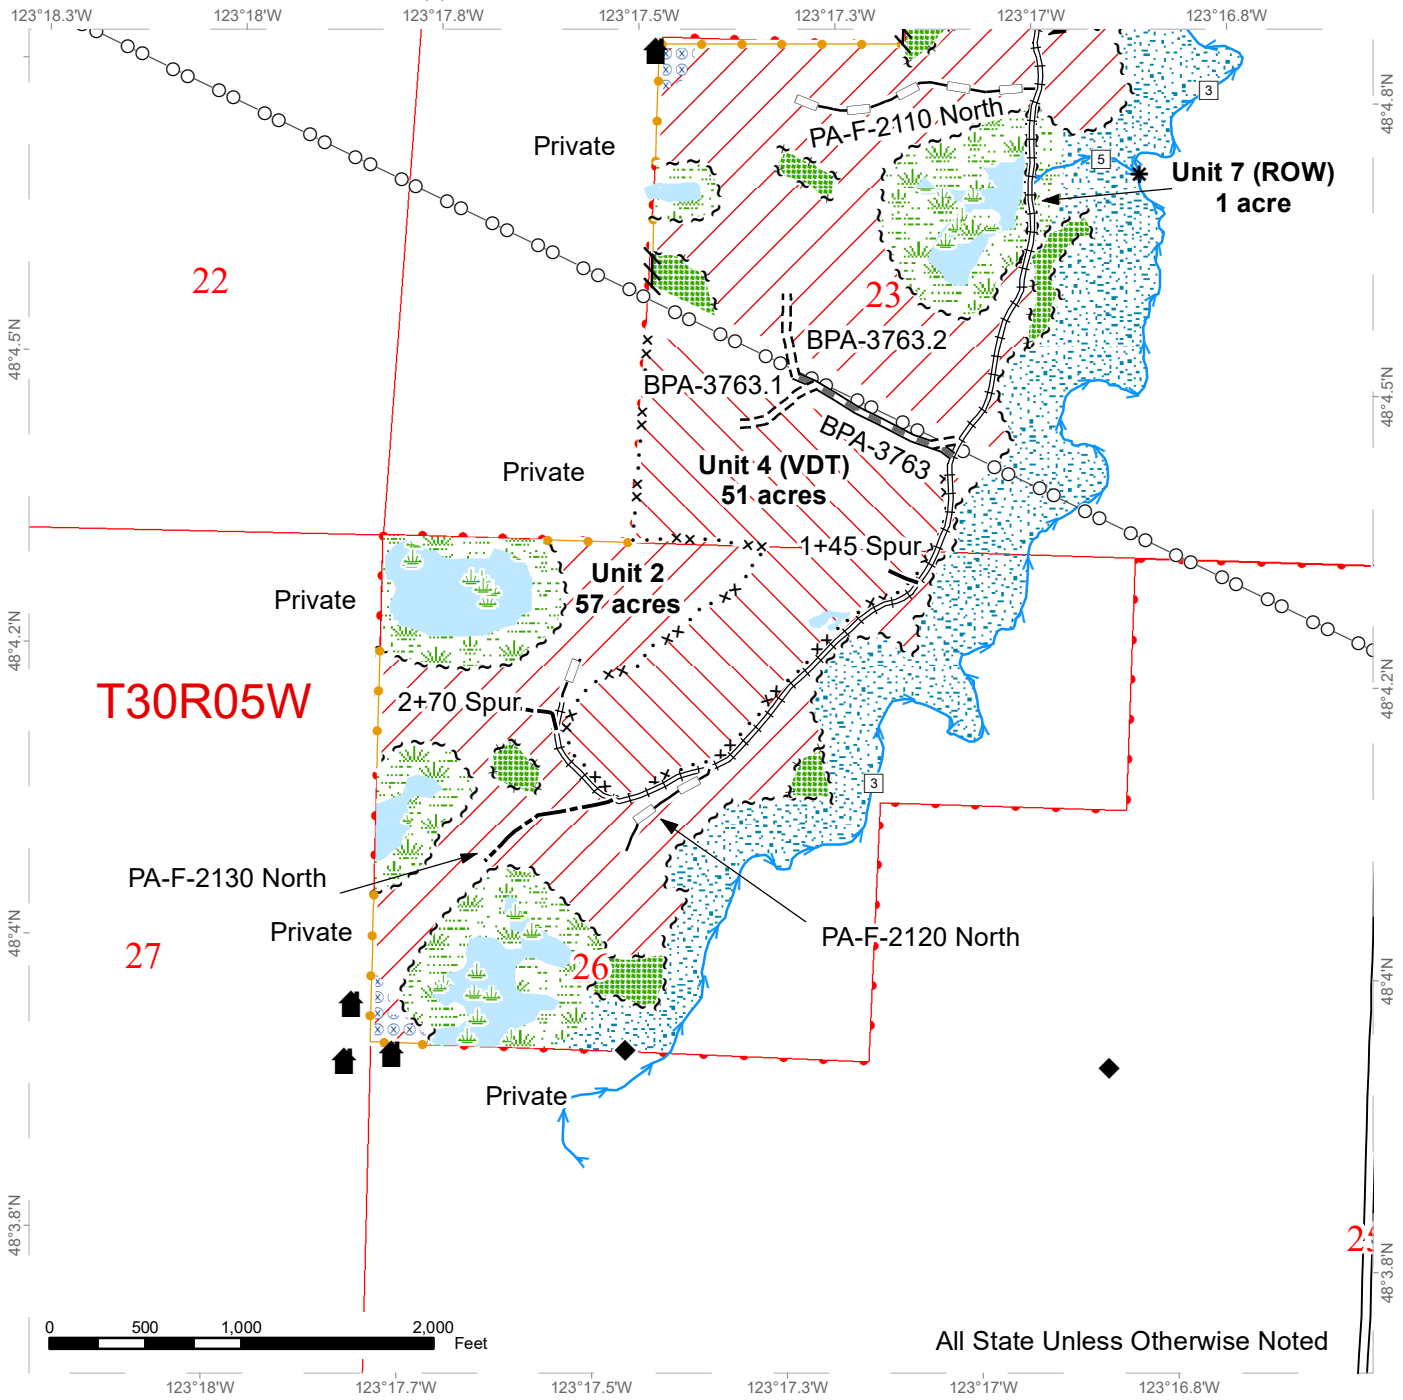 123°18.3'W 123°18'W 123°17.8'W 123°17.5'W 123°17.3'W 123°17'W 123°16.8'W
48°4.8'N
3
PA-F-2110 North
Private
5
Unit 7 (ROW)
1 acre
22
23
48°4.5'N
BPA-3763.2
BPA-3763.1
48°4.5'N
BPA-3763
Unit 4 (VDT)
51 acres
Private
1+45 Spur
Unit 2
57 acres
Private
48°4.2'N
48°4.2'N
T30R05W
2+70 Spur
3
PA-F-2130 North
Private
PA-F-2120 North
48°4'N
27
26
48°4'N
Private
48°3.8'N
25
48°3.8'N
0 500 1,000 2,000
Feet
All State Unless Otherwise Noted
123°18'W 123°17.7'W 123°17.5'W 123°17.3'W 123°17'W 123°16.8'W